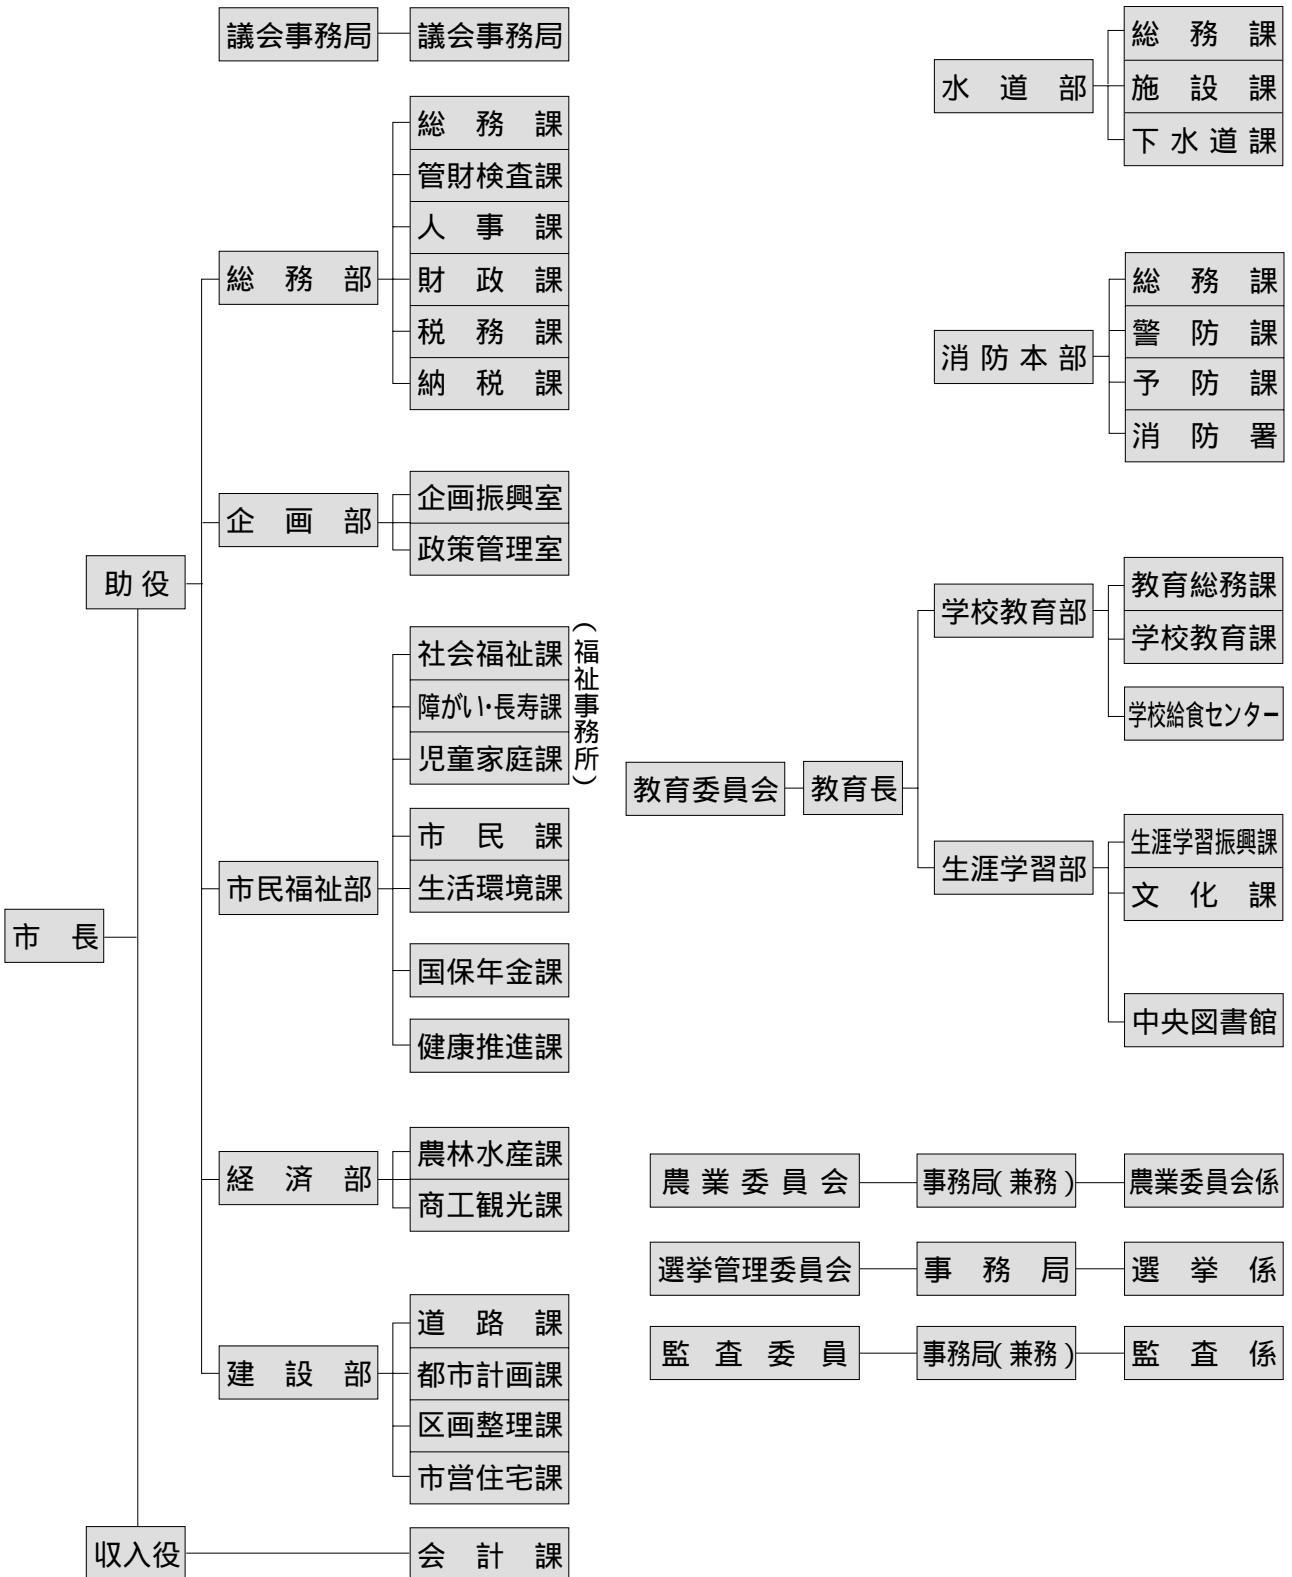 議会事務局 議会事務局
総務課
管財検査課
人事課
総務部
財政課
税務課
納税課
企画振興室
企画部
政策管理室
助役
社会福祉課
障がい・長寿課
児童家庭課
(福祉事務所)
市民課
生活環境課
市民福祉部
国保年金課
健康推進課
市長
農林水産課
経済部
商工観光課
道路課
建設部
都市計画課
区画整理課
市営住宅課
収入役 会計課
総務課
水道部
施設課
下水道課
総務課
警防課
消防本部
予防課
消防署
教育総務課
学校教育部
学校教育課
学校給食センター
教育委員会 教育長
生涯学習振興課
生涯学習部
文化課
中央図書館
農業委員会 事務局(兼務) 農業委員会係
選挙管理委員会 事務局 選挙係
監査委員 事務局(兼務) 監査係